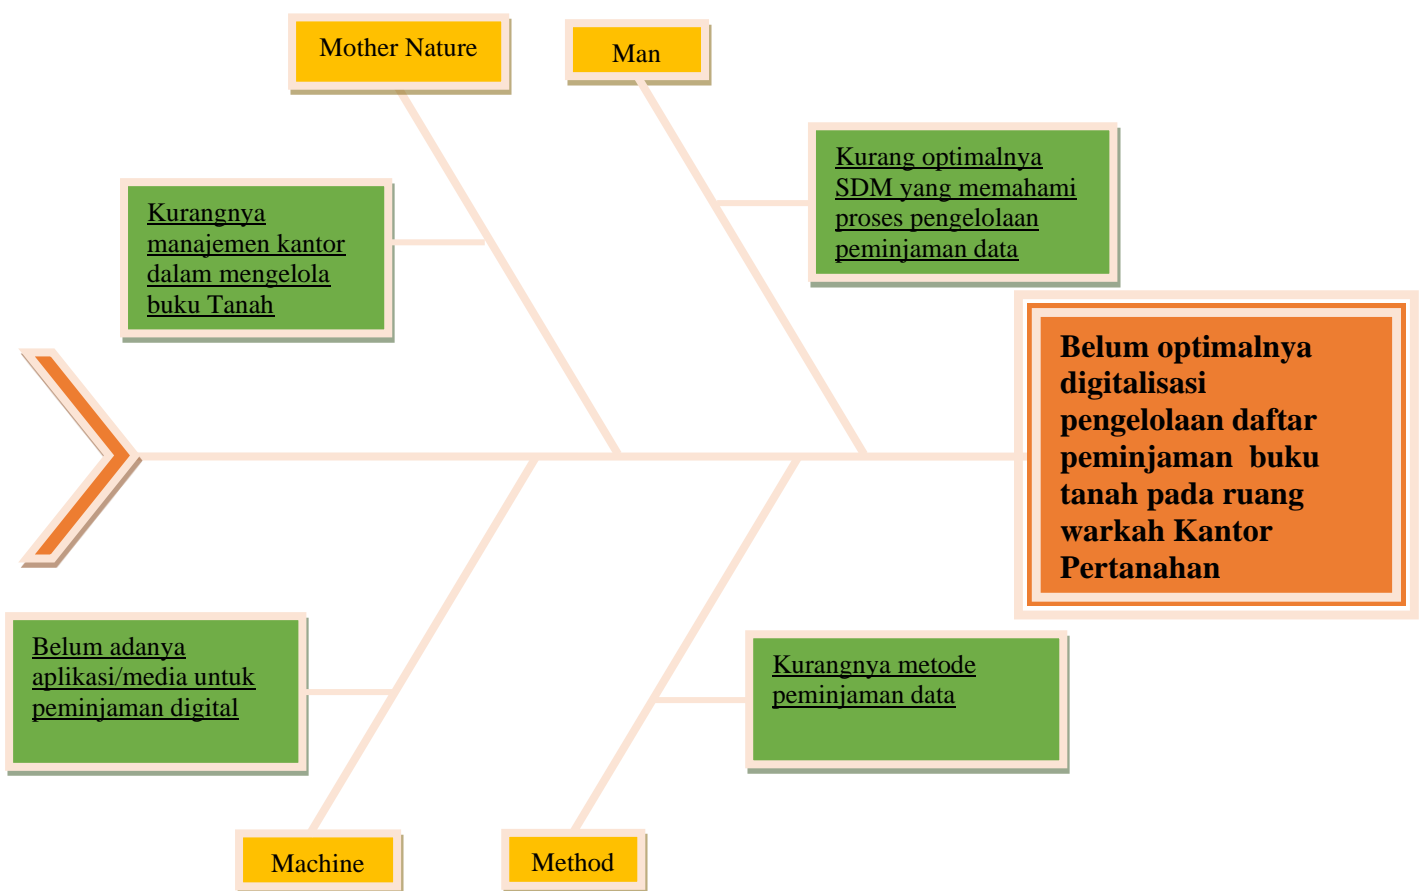 Mother Nature
Man
Kurang optimalnya
SDM yang memahami
proses pengelolaan
peminjaman data
Kurangnya
manajemen kantor
dalam mengelola
buku Tanah
Belum optimalnya
digitalisasi
pengelolaan daftar
peminjaman buku
tanah pada ruang
warkah Kantor
Pertanahan
Belum adanya
aplikasi/media untuk
peminjaman digital
Kurangnya metode
peminjaman data
Machine
Method